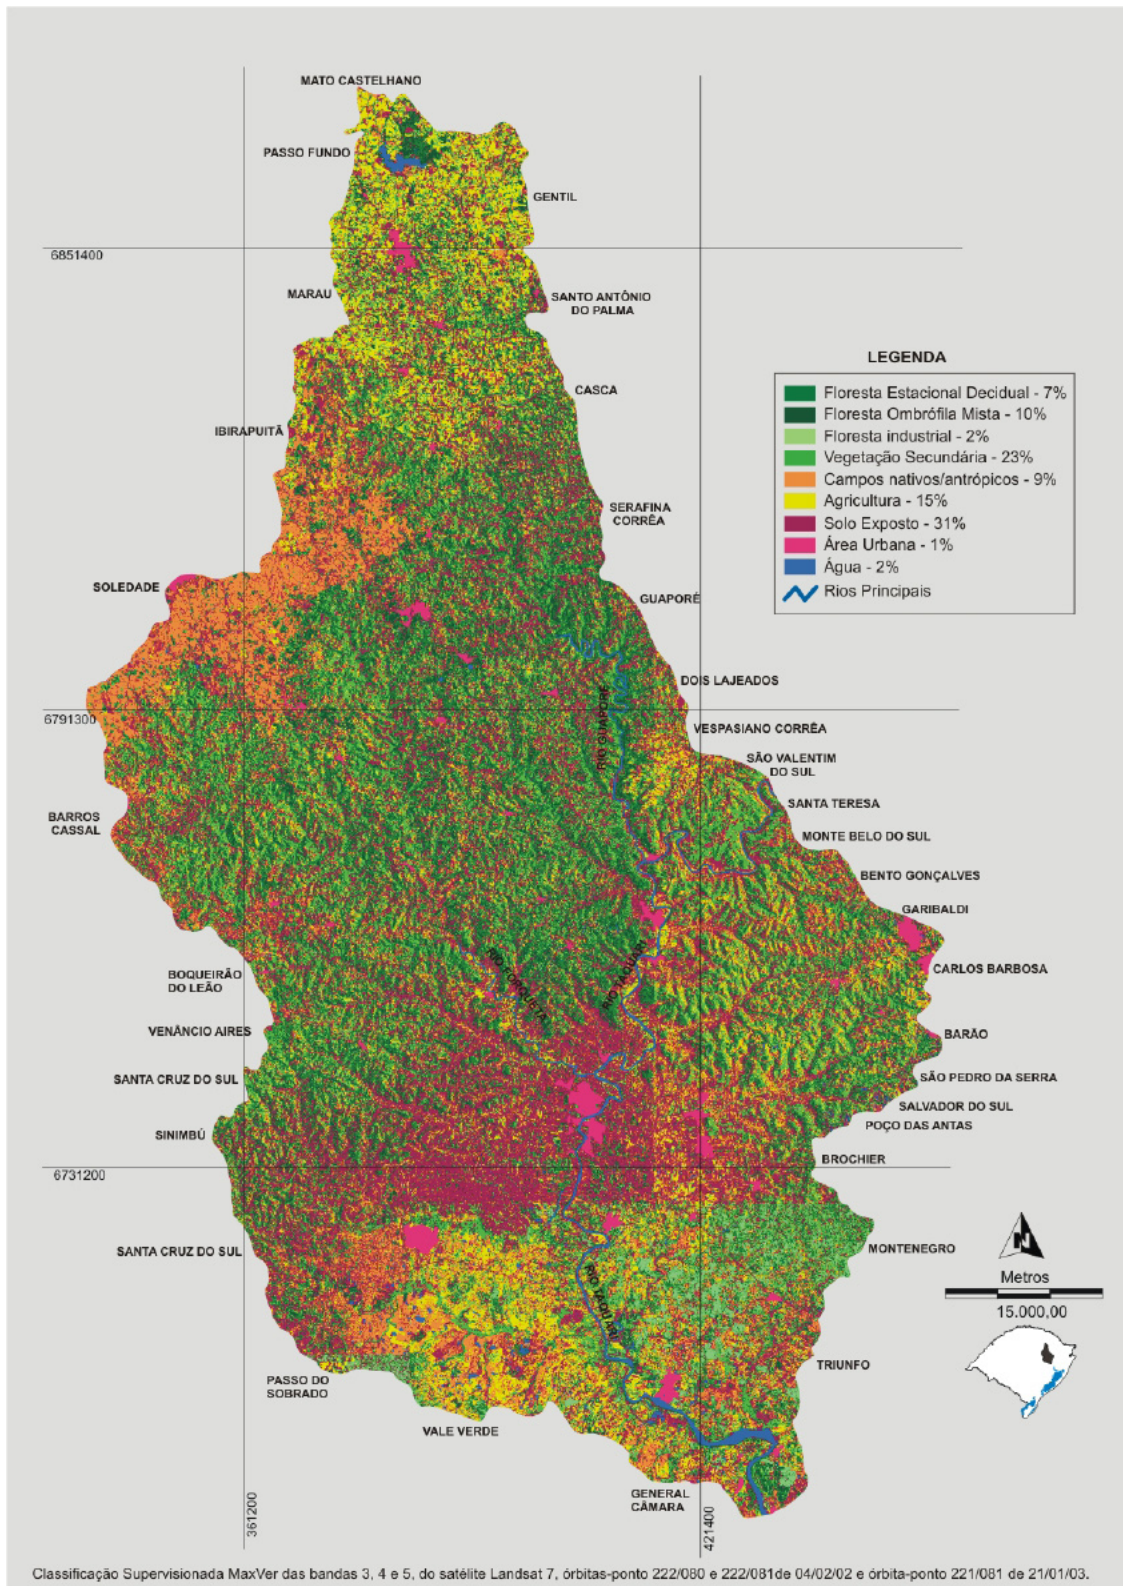 MATO CASTELHANO
PASSO FUNDO
GENTIL
6851400
MARAU
SANTO ANTÔNIO
DO PALMA
LEGENDA
Floresta Estacional Decidual - 7%
Floresta Ombrófila Mista - 10%
Floresta industrial - 2%
Vegetação Secundária - 23%
Campos nativos/antrópicos - 9%
Agricultura - 15%
Solo Exposto - 31%
Área Urbana - 1%
Água - 2%
Rios Principais
CASCA
IBIRAPUITÃ
SERAFINA
CORRÊA
SOLEDADE
GUAPORÉ
DOIS LAJEADOS
6791300
VESPASIANO CORRÊA
RIO GUAPORÉ
SÃO VALENTIM
DO SUL
SANTA TERESA
BARROS
CASSAL
MONTE BELO DO SUL
BENTO GONÇALVES
GARIBALDI
CARLOS BARBOSA
BOQUEIRÃO
DO LEÃO
RIO FORQUETA
RIO TAQUARI
VENÂNCIO AIRES
BARÃO
SANTA CRUZ DO SUL
SÃO PEDRO DA SERRA
SALVADOR DO SUL
POÇO DAS ANTAS
SINIMBÚ
BROCHIER
6731200
SANTA CRUZ DO SUL
MONTENEGRO
N
Metros
15.000,00
RIO TAQUARI
TRIUNFO
PASSO DO
SOBRADO
VALE VERDE
GENERAL
CÂMARA
361200
421400
Classificação Supervisionada MaxVer das bandas 3, 4 e 5, do satélite Landsat 7, órbitas-ponto 222/080 e 222/081de 04/02/02 e órbita-ponto 221/081 de 21/01/03.